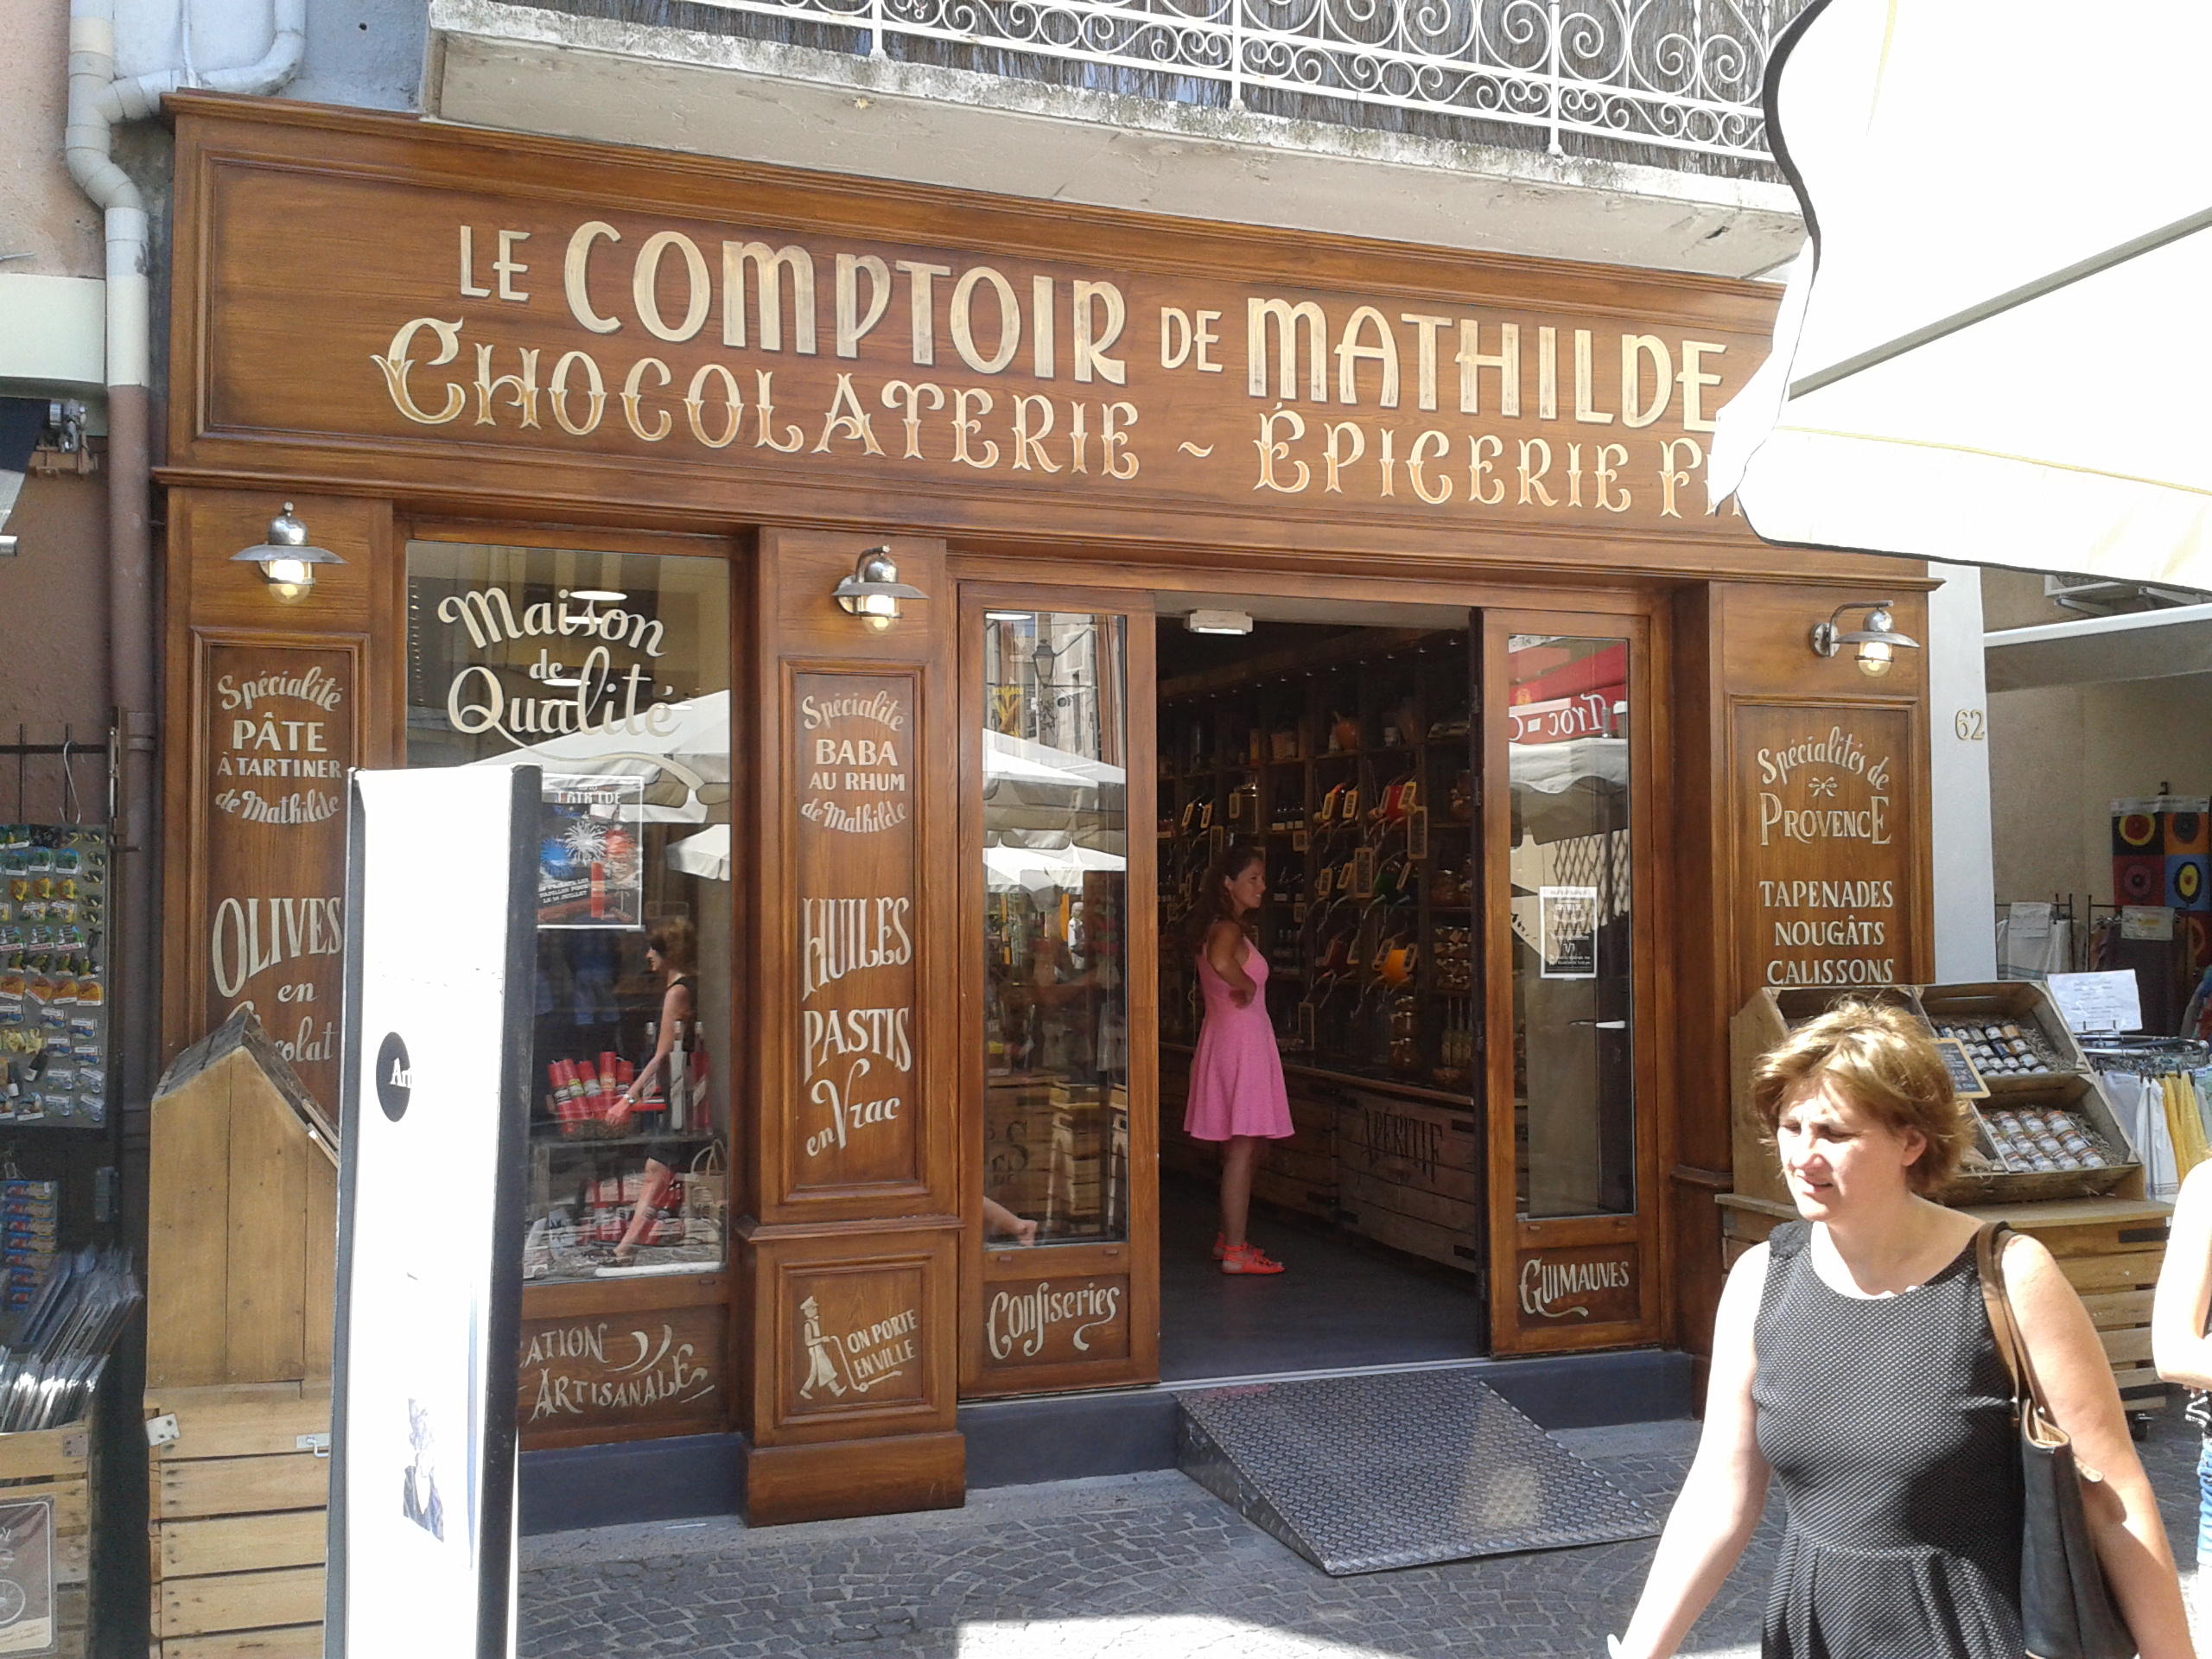 LE COMPTOIR DE MATHILDE
CHOCOLATERIE ~ ÉPICERIE
Maison
de
Qualité
Spécialité
PÂTE
À TARTINER
de Mathilde
OLIVES
en
Spécialité
BABA
AU RHUM
de Mathilde
HUILES
PASTIS
en Vrac
ON PORTE
EN VILLE
ARTISANALE
Confiseries
APÉRITIF
GUIMAUVES
Spécialités de
PROVENCE
TAPENADES
NOUGÂTS
CALISSONS
62